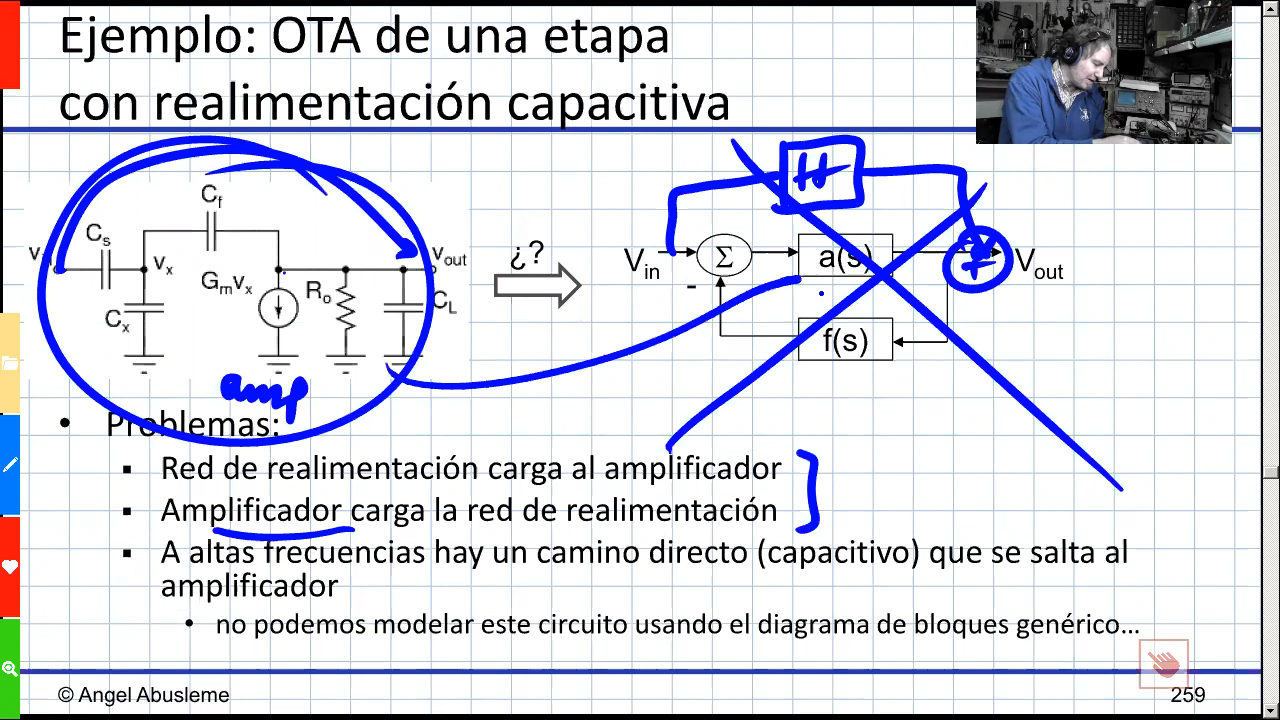 Ejemplo: OTA de una etapa
con realimentación capacitiva
H
C_f
C_s
v_x
v_out
G_m v_x
R_o
C_x
C_L
amp
¿?
V_in
Σ
a(s)
+
V_out
-
f(s)
• Problemas:
▪ Red de realimentación carga al amplificador
▪ Amplificador carga la red de realimentación
▪ A altas frecuencias hay un camino directo (capacitivo) que se salta al
amplificador
• no podemos modelar este circuito usando el diagrama de bloques genérico...
© Angel Abusleme
259